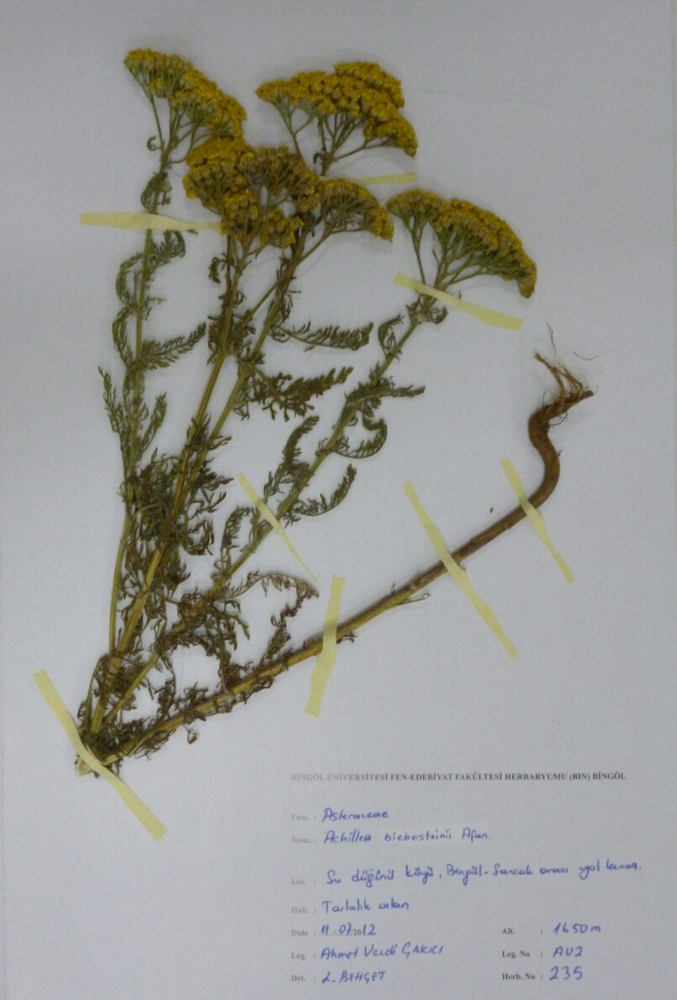 BİNGÖL ÜNİVERSİTESİ FEN-EDEBİYAT FAKÜLTESİ HERBARYUMU (BIN) BİNGÖL
Fam. : Asteraceae
Nom. : Achillea biebersteinii Afan.
Loc. : Su düğünü köyü, Bingöl-Sancak arası yol kenarı.
Hab. : Tarlalık alan
Date : 11./.07/2012 Alt. : 1650m
Leg. : Ahmet Verdi ÇAKICI Leg. No : AV2
Det. : L. BEHÇET Herb. No : 235